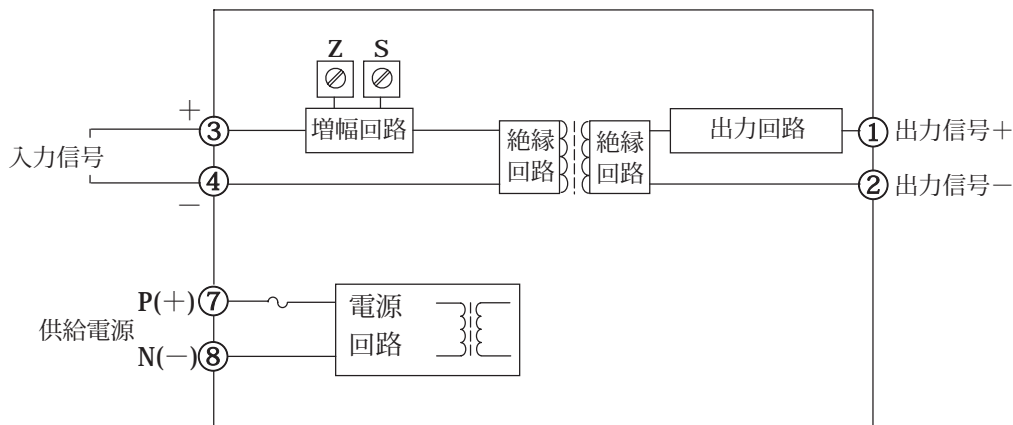 Z S
＋
③ 増幅回路 出力回路 ① 出力信号＋
入力信号
絶縁
回路
絶縁
回路
④ ② 出力信号－
－
P(＋) ⑦
供給電源
N(－) ⑧
電源
回路